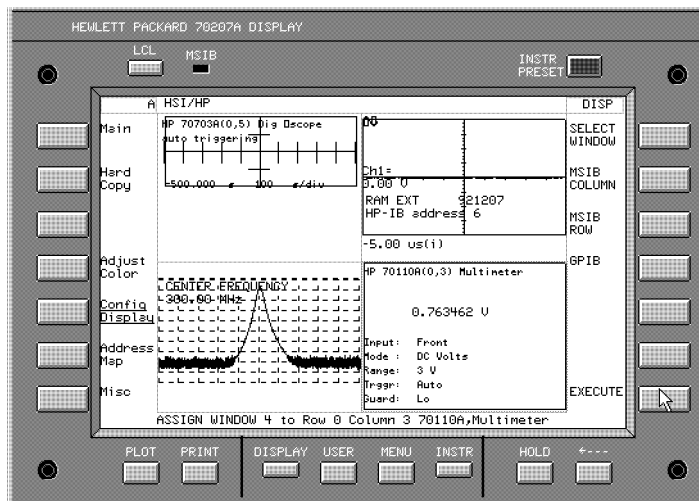 HEWLETT PACKARD 70207A DISPLAY
LCL
MSIB
INSTR
PRESET
A HSI/HP
DISP
Main
Hard
Copy
Adjust
Color
Config
Display
Address
Map
Misc
HP 70703A(0,5) Dig Oscope
auto triggering
-500.000 s 100 s/div
Ch1=
0.00 V
RAM EXT 921207
HP-IB address 6
-5.00 us(i)
CENTER FREQUENCY
300.00 MHz
HP 70110A(0,3) Multimeter
0.763462 V
Input: Front
Mode : DC Volts
Range: 3 V
Trggr: Auto
Guard: Lo
SELECT
WINDOW
MSIB
COLUMN
MSIB
ROW
GPIB
EXECUTE
ASSIGN WINDOW 4 to Row 0 Column 3 70110A,Multimeter
PLOT PRINT DISPLAY USER MENU INSTR HOLD ←---